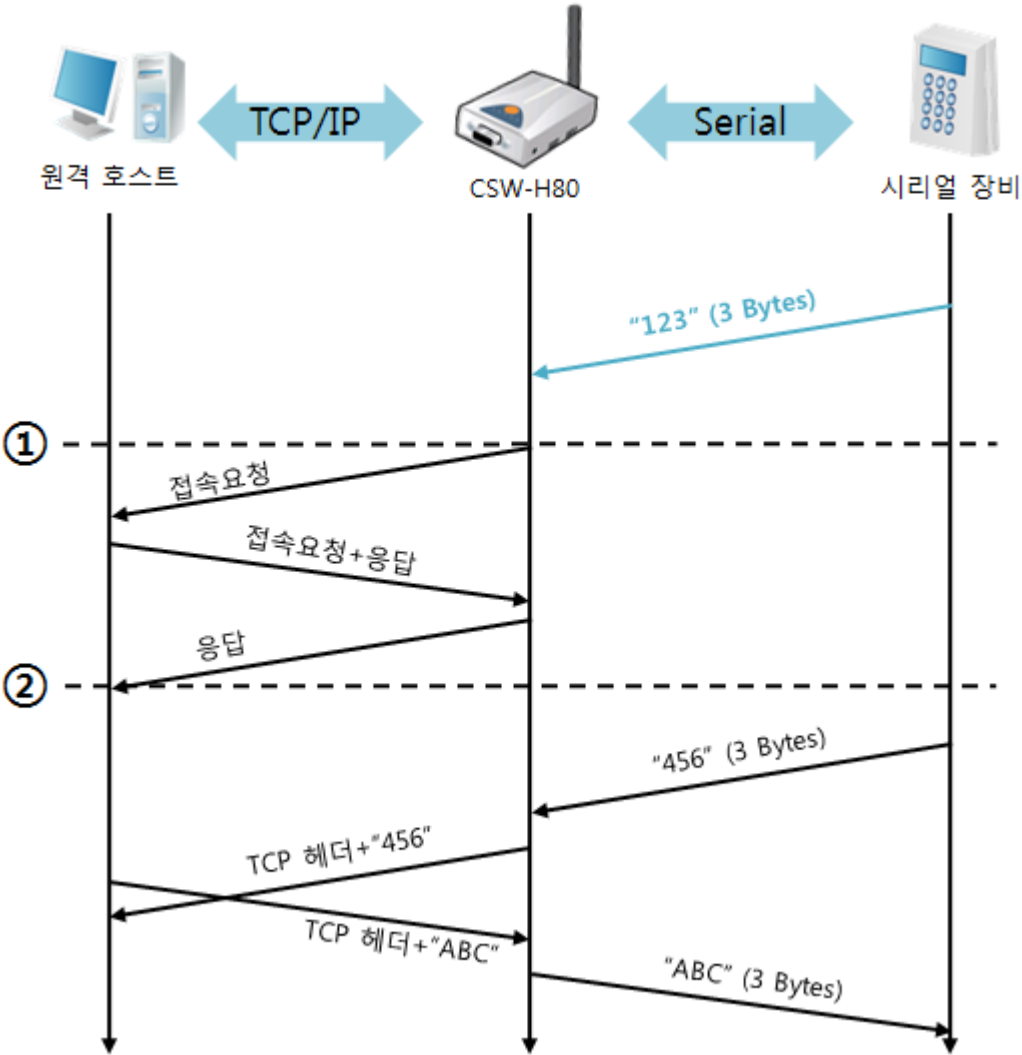 TCP/IP
Serial
원격 호스트
CSW-H80
시리얼 장비
“123” (3 Bytes)
①
접속요청
접속요청+응답
응답
②
“456” (3 Bytes)
TCP 헤더+“456”
TCP 헤더+“ABC”
“ABC” (3 Bytes)